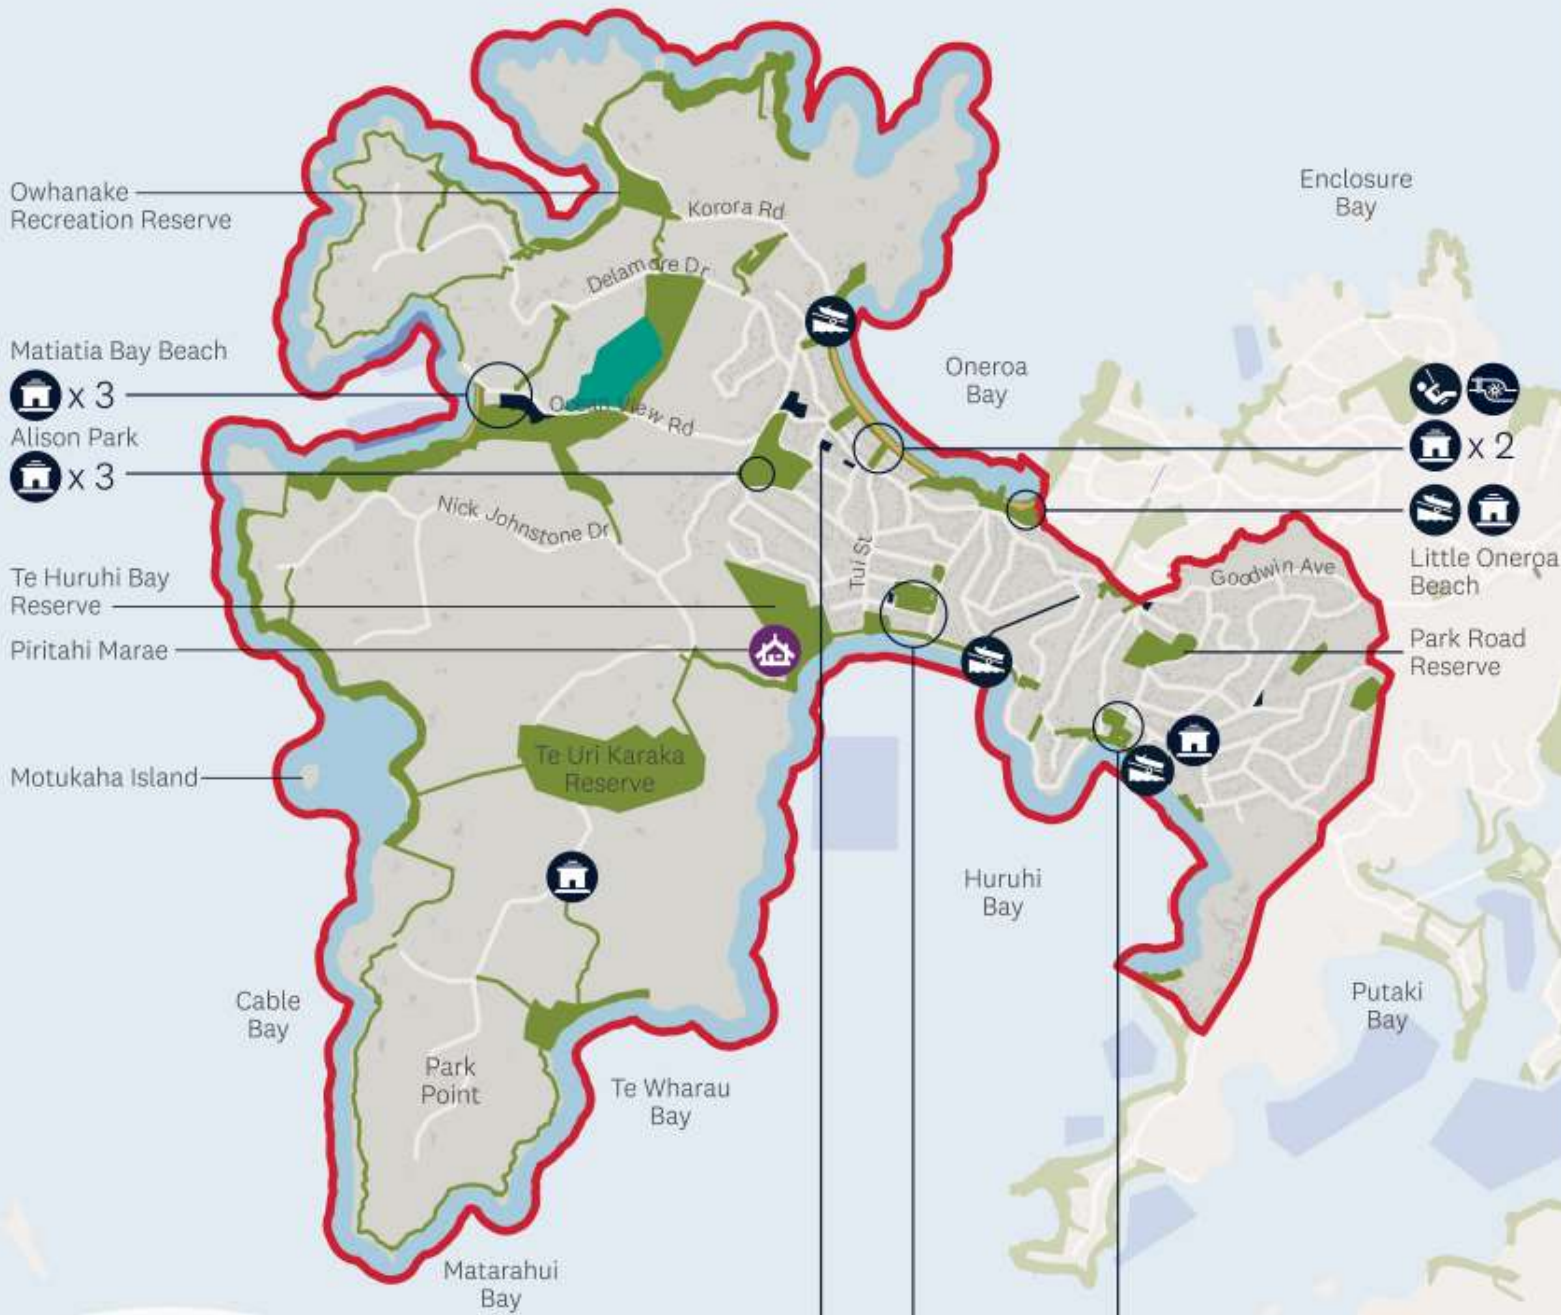 Owhanake
Recreation Reserve
Korora Rd
Delamore Dr
Enclosure
Bay
Matiatia Bay Beach
x 3
Alison Park
x 3
Ocean View Rd
Oneroa
Bay
x 2
Nick Johnstone Dr
Tui St
Little Oneroa
Beach
Goodwin Ave
Te Huruhi Bay
Reserve
Piritahi Marae
Park Road
Reserve
Motukaha Island
Te Uri Karaka
Reserve
Huruhi
Bay
Cable
Bay
Putaki
Bay
Park
Point
Te Wharau
Bay
Matarahui
Bay